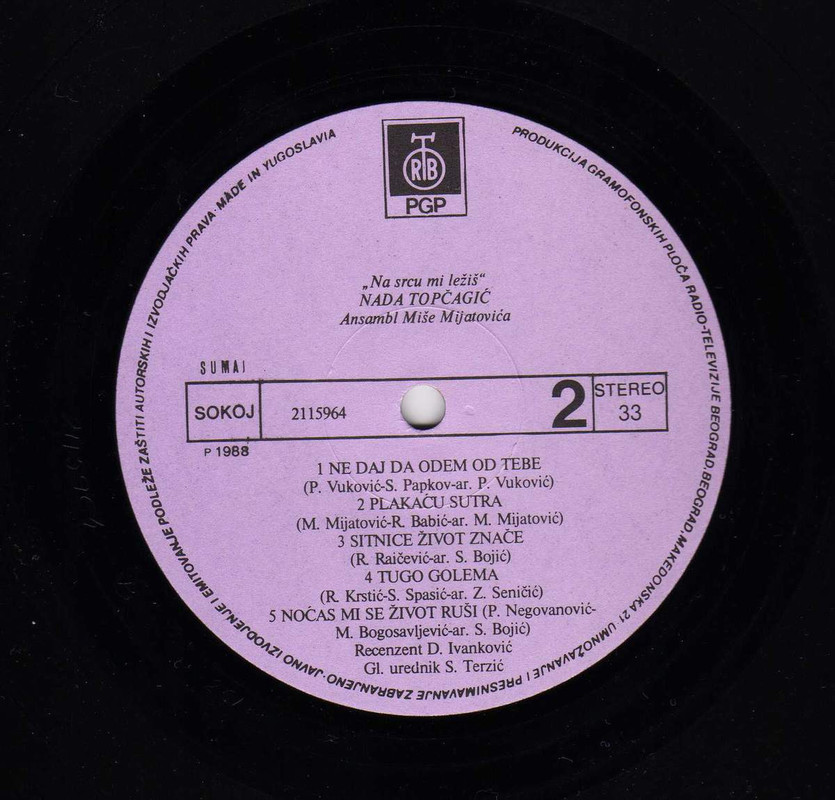 RTB
PGP
PRODUKCIJA GRAMOFONSKIH PLOČA RADIO-TELEVIZIJE BEOGRAD, BEOGRAD, MAKEDONSKA 21 · UMNOŽAVANJE I PRESNIMAVANJE ZABRANJENO · JAVNO IZVODJENJE I EMITOVANJE PODLEŽE ZAŠTITI AUTORSKIH I IZVODJAČKIH PRAVA · MADE IN YUGOSLAVIA
„Na srcu mi ležiš“
NADA TOPČAGIĆ
Ansambl Miše Mijatovića
SUMAJ
SOKOJ 2115964 2 STEREO 33
P 1988
1 NE DAJ DA ODEM OD TEBE
(P. Vuković-S. Papkov-ar. P. Vuković)
2 PLAKAĆU SUTRA
(M. Mijatović-R. Babić-ar. M. Mijatović)
3 SITNICE ŽIVOT ZNAČE
(R. Raičević-ar. S. Bojić)
4 TUGO GOLEMA
(R. Krstić-S. Spasić-ar. Z. Seničić)
5 NOĆAS MI SE ŽIVOT RUŠI (P. Negovanović-
M. Bogosavljević-ar. S. Bojić)
Recenzent D. Ivanković
Gl. urednik S. Terzić